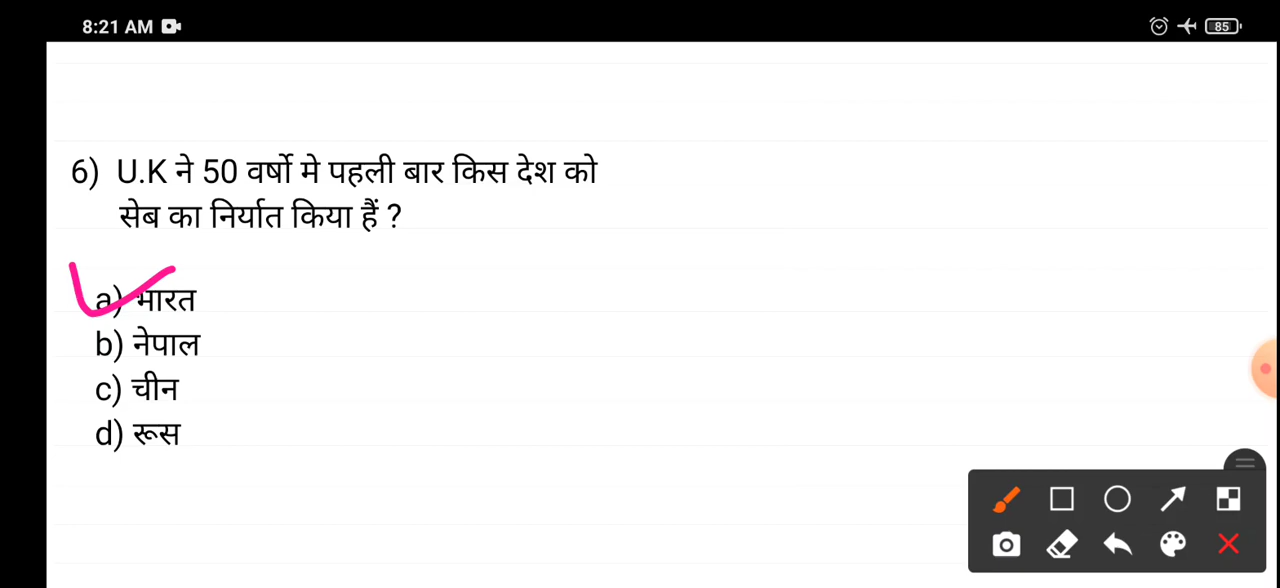 8:21 AM
85
6) U.K ने 50 वर्षो मे पहली बार किस देश को
सेब का निर्यात किया हैं ?
a) भारत
b) नेपाल
c) चीन
d) रूस